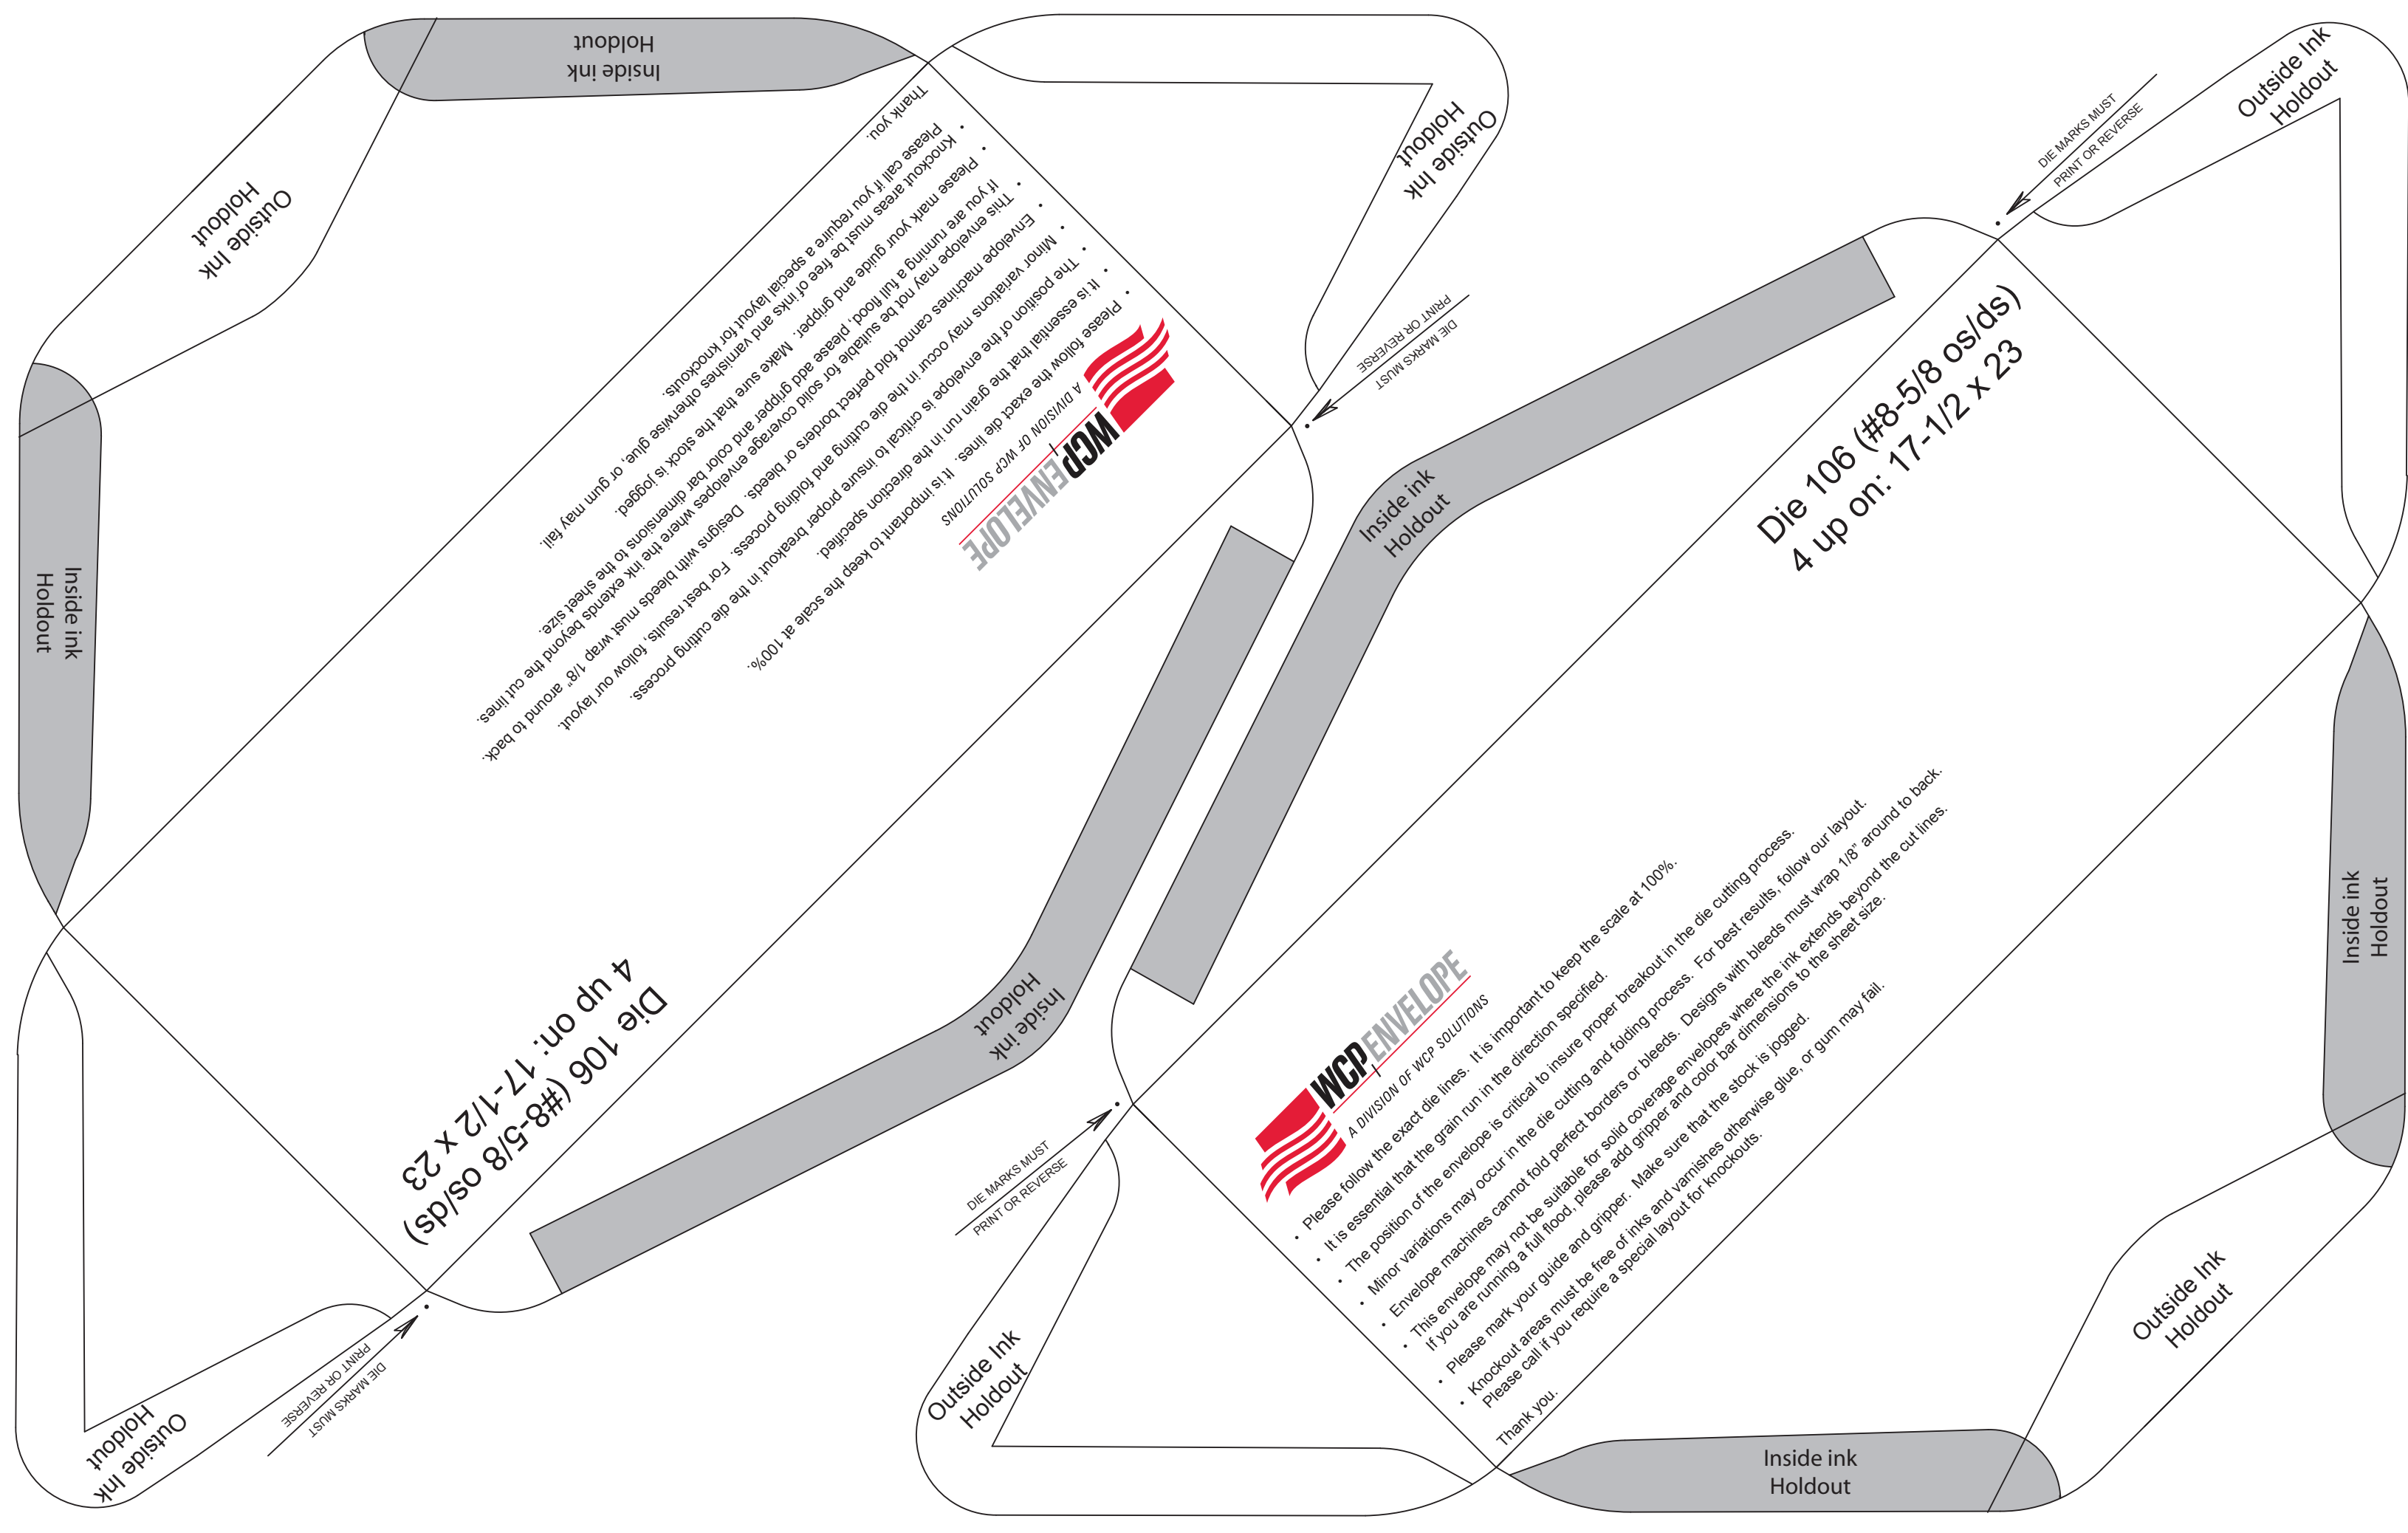 Inside ink
Holdout
Outside Ink
Holdout
Inside ink
Holdout
Outside Ink
Holdout
DIE MARKS MUST
PRINT OR REVERSE
WCPENVELOPE
A DIVISION OF WCP SOLUTIONS
• Please follow the exact die lines. It is important to keep the scale at 100%.
• It is essential that the grain run in the direction specified.
• The position of the envelope is critical to insure proper breakout in the die cutting process.
• Minor variations may occur in the die cutting and folding process. For best results, follow our layout.
• Envelope machines cannot fold perfect borders or bleeds. Designs with bleeds must wrap 1/8” around to back.
• This envelope may not be suitable for solid coverage envelopes where the ink extends beyond the cut lines.
If you are running a full flood, please add gripper and color bar dimensions to the sheet size.
• Please mark your guide and gripper. Make sure that the stock is jogged.
• Knockout areas must be free of inks and varnishes otherwise glue, or gum may fail.
Please call if you require a special layout for knockouts.
Thank you.
Die 106 (#8-5/8 os/ds)
4 up on: 17-1/2 x 23
Inside ink
Holdout
DIE MARKS MUST
PRINT OR REVERSE
Outside Ink
Holdout
Outside Ink
Holdout
DIE MARKS MUST
PRINT OR REVERSE
Die 106 (#8-5/8 os/ds)
4 up on: 17-1/2 x 23
Inside ink
Holdout
WCPENVELOPE
A DIVISION OF WCP SOLUTIONS
• Please follow the exact die lines. It is important to keep the scale at 100%.
• It is essential that the grain run in the direction specified.
• The position of the envelope is critical to insure proper breakout in the die cutting process.
• Minor variations may occur in the die cutting and folding process. For best results, follow our layout.
• Envelope machines cannot fold perfect borders or bleeds. Designs with bleeds must wrap 1/8” around to back.
• This envelope may not be suitable for solid coverage envelopes where the ink extends beyond the cut lines.
If you are running a full flood, please add gripper and color bar dimensions to the sheet size.
• Please mark your guide and gripper. Make sure that the stock is jogged.
• Knockout areas must be free of inks and varnishes otherwise glue, or gum may fail.
Please call if you require a special layout for knockouts.
Thank you.
DIE MARKS MUST
PRINT OR REVERSE
Outside Ink
Holdout
Inside ink
Holdout
Outside Ink
Holdout
Inside ink
Holdout